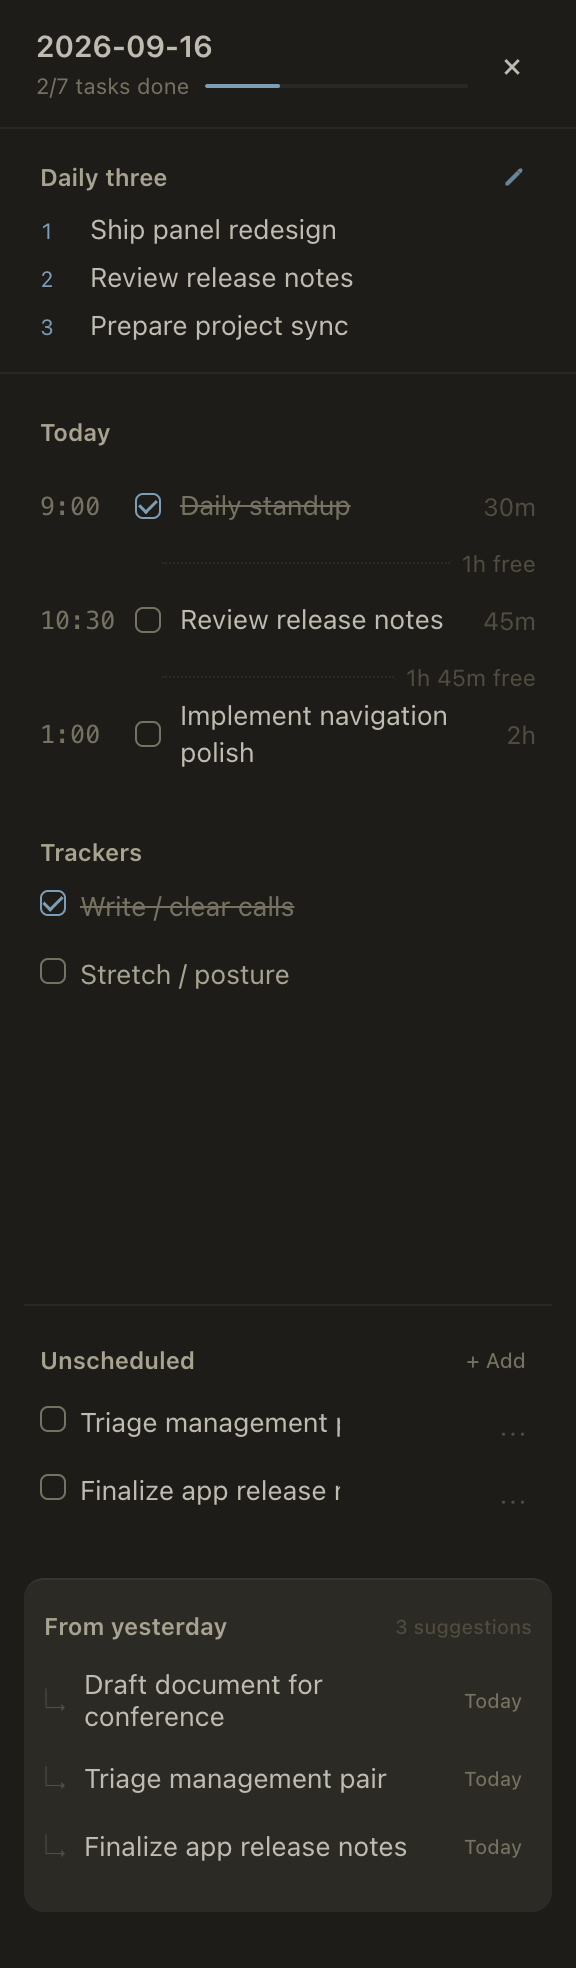 2026-09-16
2/7 tasks done
×
Daily three
1 Ship panel redesign
2 Review release notes
3 Prepare project sync
Today
9:00 Daily standup 30m
1h free
10:30 Review release notes 45m
1h 45m free
1:00 Implement navigation
polish 2h
Trackers
Write / clear calls
Stretch / posture
Unscheduled + Add
Triage management ...
Finalize app release ...
From yesterday 3 suggestions
Draft document for
conference Today
Triage management pair Today
Finalize app release notes Today